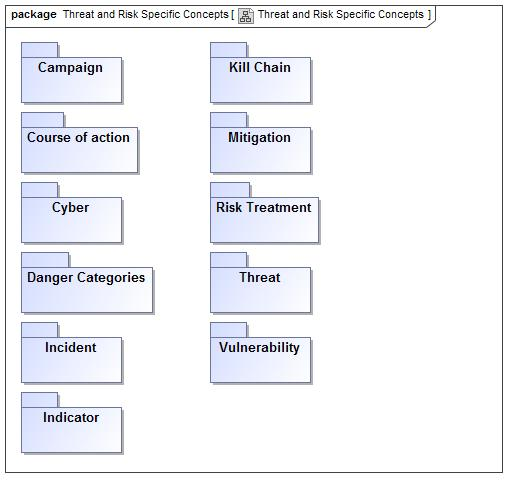 package Threat and Risk Specific Concepts [ Threat and Risk Specific Concepts ]
Campaign
Kill Chain
Course of action
Mitigation
Cyber
Risk Treatment
Danger Categories
Threat
Incident
Vulnerability
Indicator